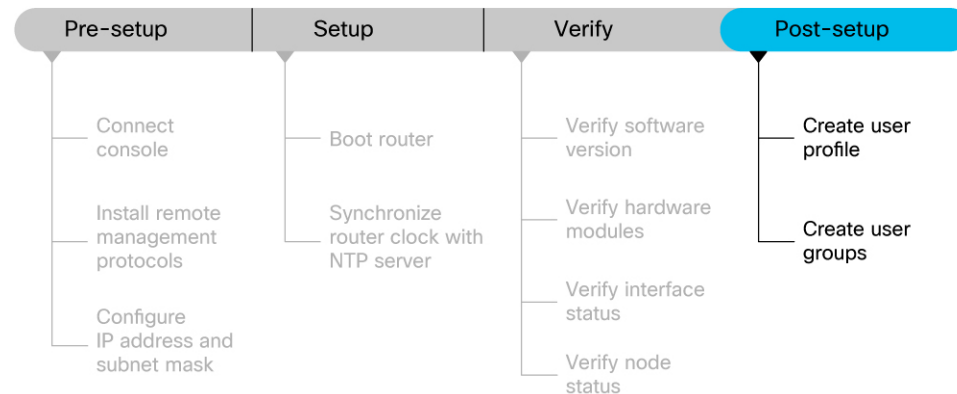 Pre-setup
Setup
Verify
Post-setup
Connect
console
Install remote
management
protocols
Configure
IP address and
subnet mask
Boot router
Synchronize
router clock with
NTP server
Verify software
version
Verify hardware
modules
Verify interface
status
Verify node
status
Create user
profile
Create user
groups